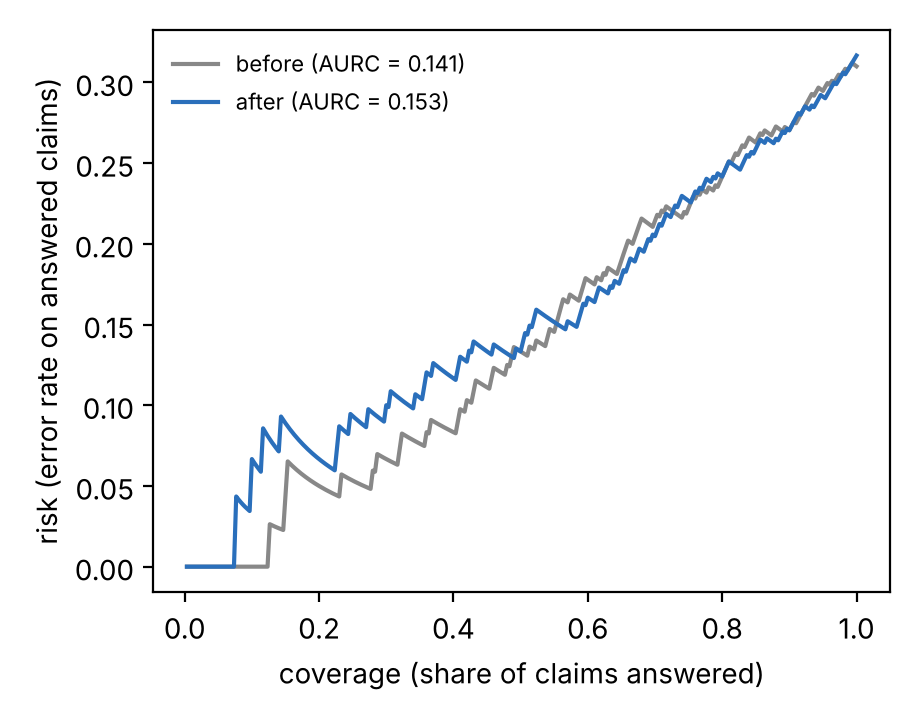 before (AURC = 0.141)
after (AURC = 0.153)
risk (error rate on answered claims)
0.30
0.25
0.20
0.15
0.10
0.05
0.00
0.0 0.2 0.4 0.6 0.8 1.0
coverage (share of claims answered)